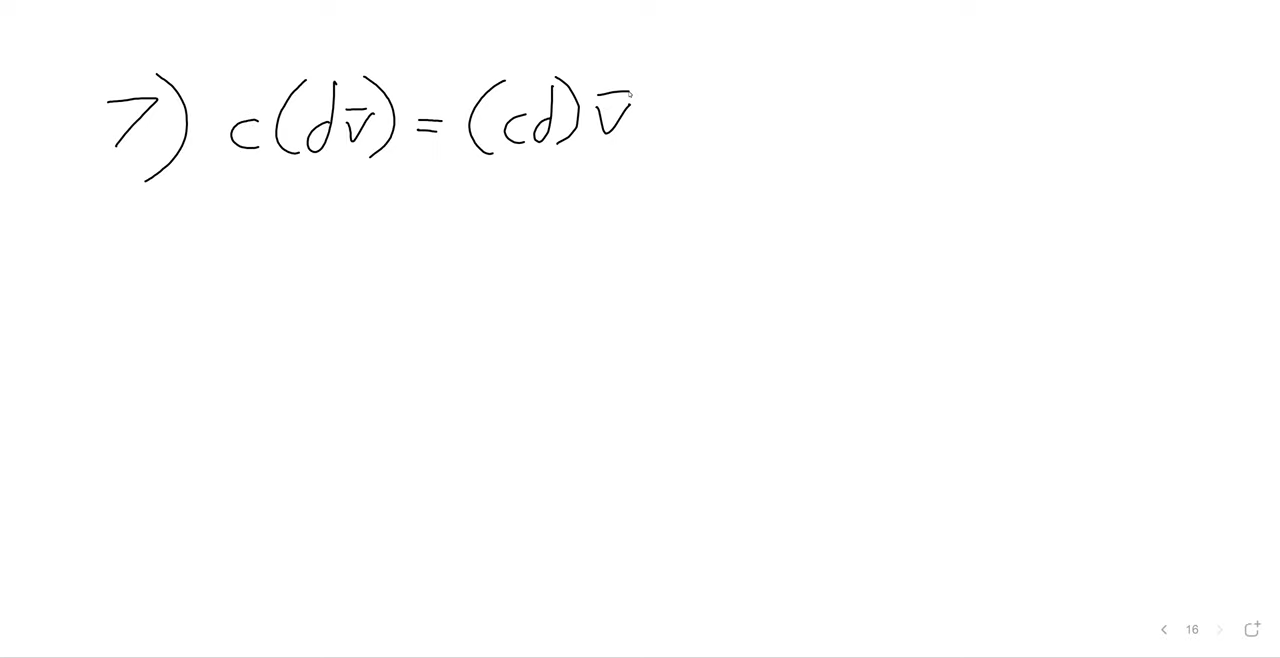 7) c(dv̄) = (cd)v̄
16